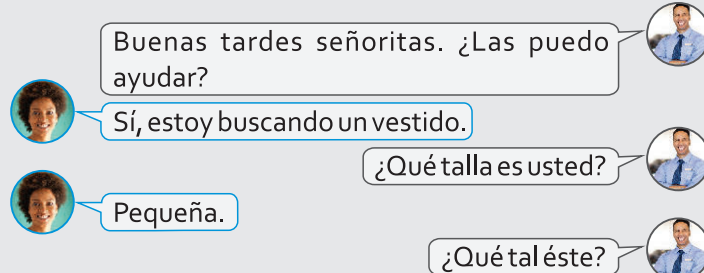 Buenas tardes señoritas. ¿Las puedo
ayudar?
Sí, estoy buscando un vestido.
¿Qué talla es usted?
Pequeña.
¿Qué tal éste?